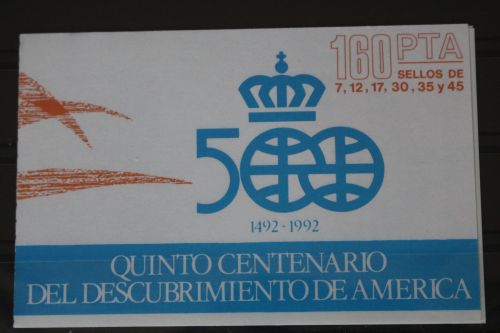 160 PTA
SELLOS DE
7, 12, 17, 30, 35 y 45
500
1492 - 1992
QUINTO CENTENARIO
DEL DESCUBRIMIENTO DE AMERICA